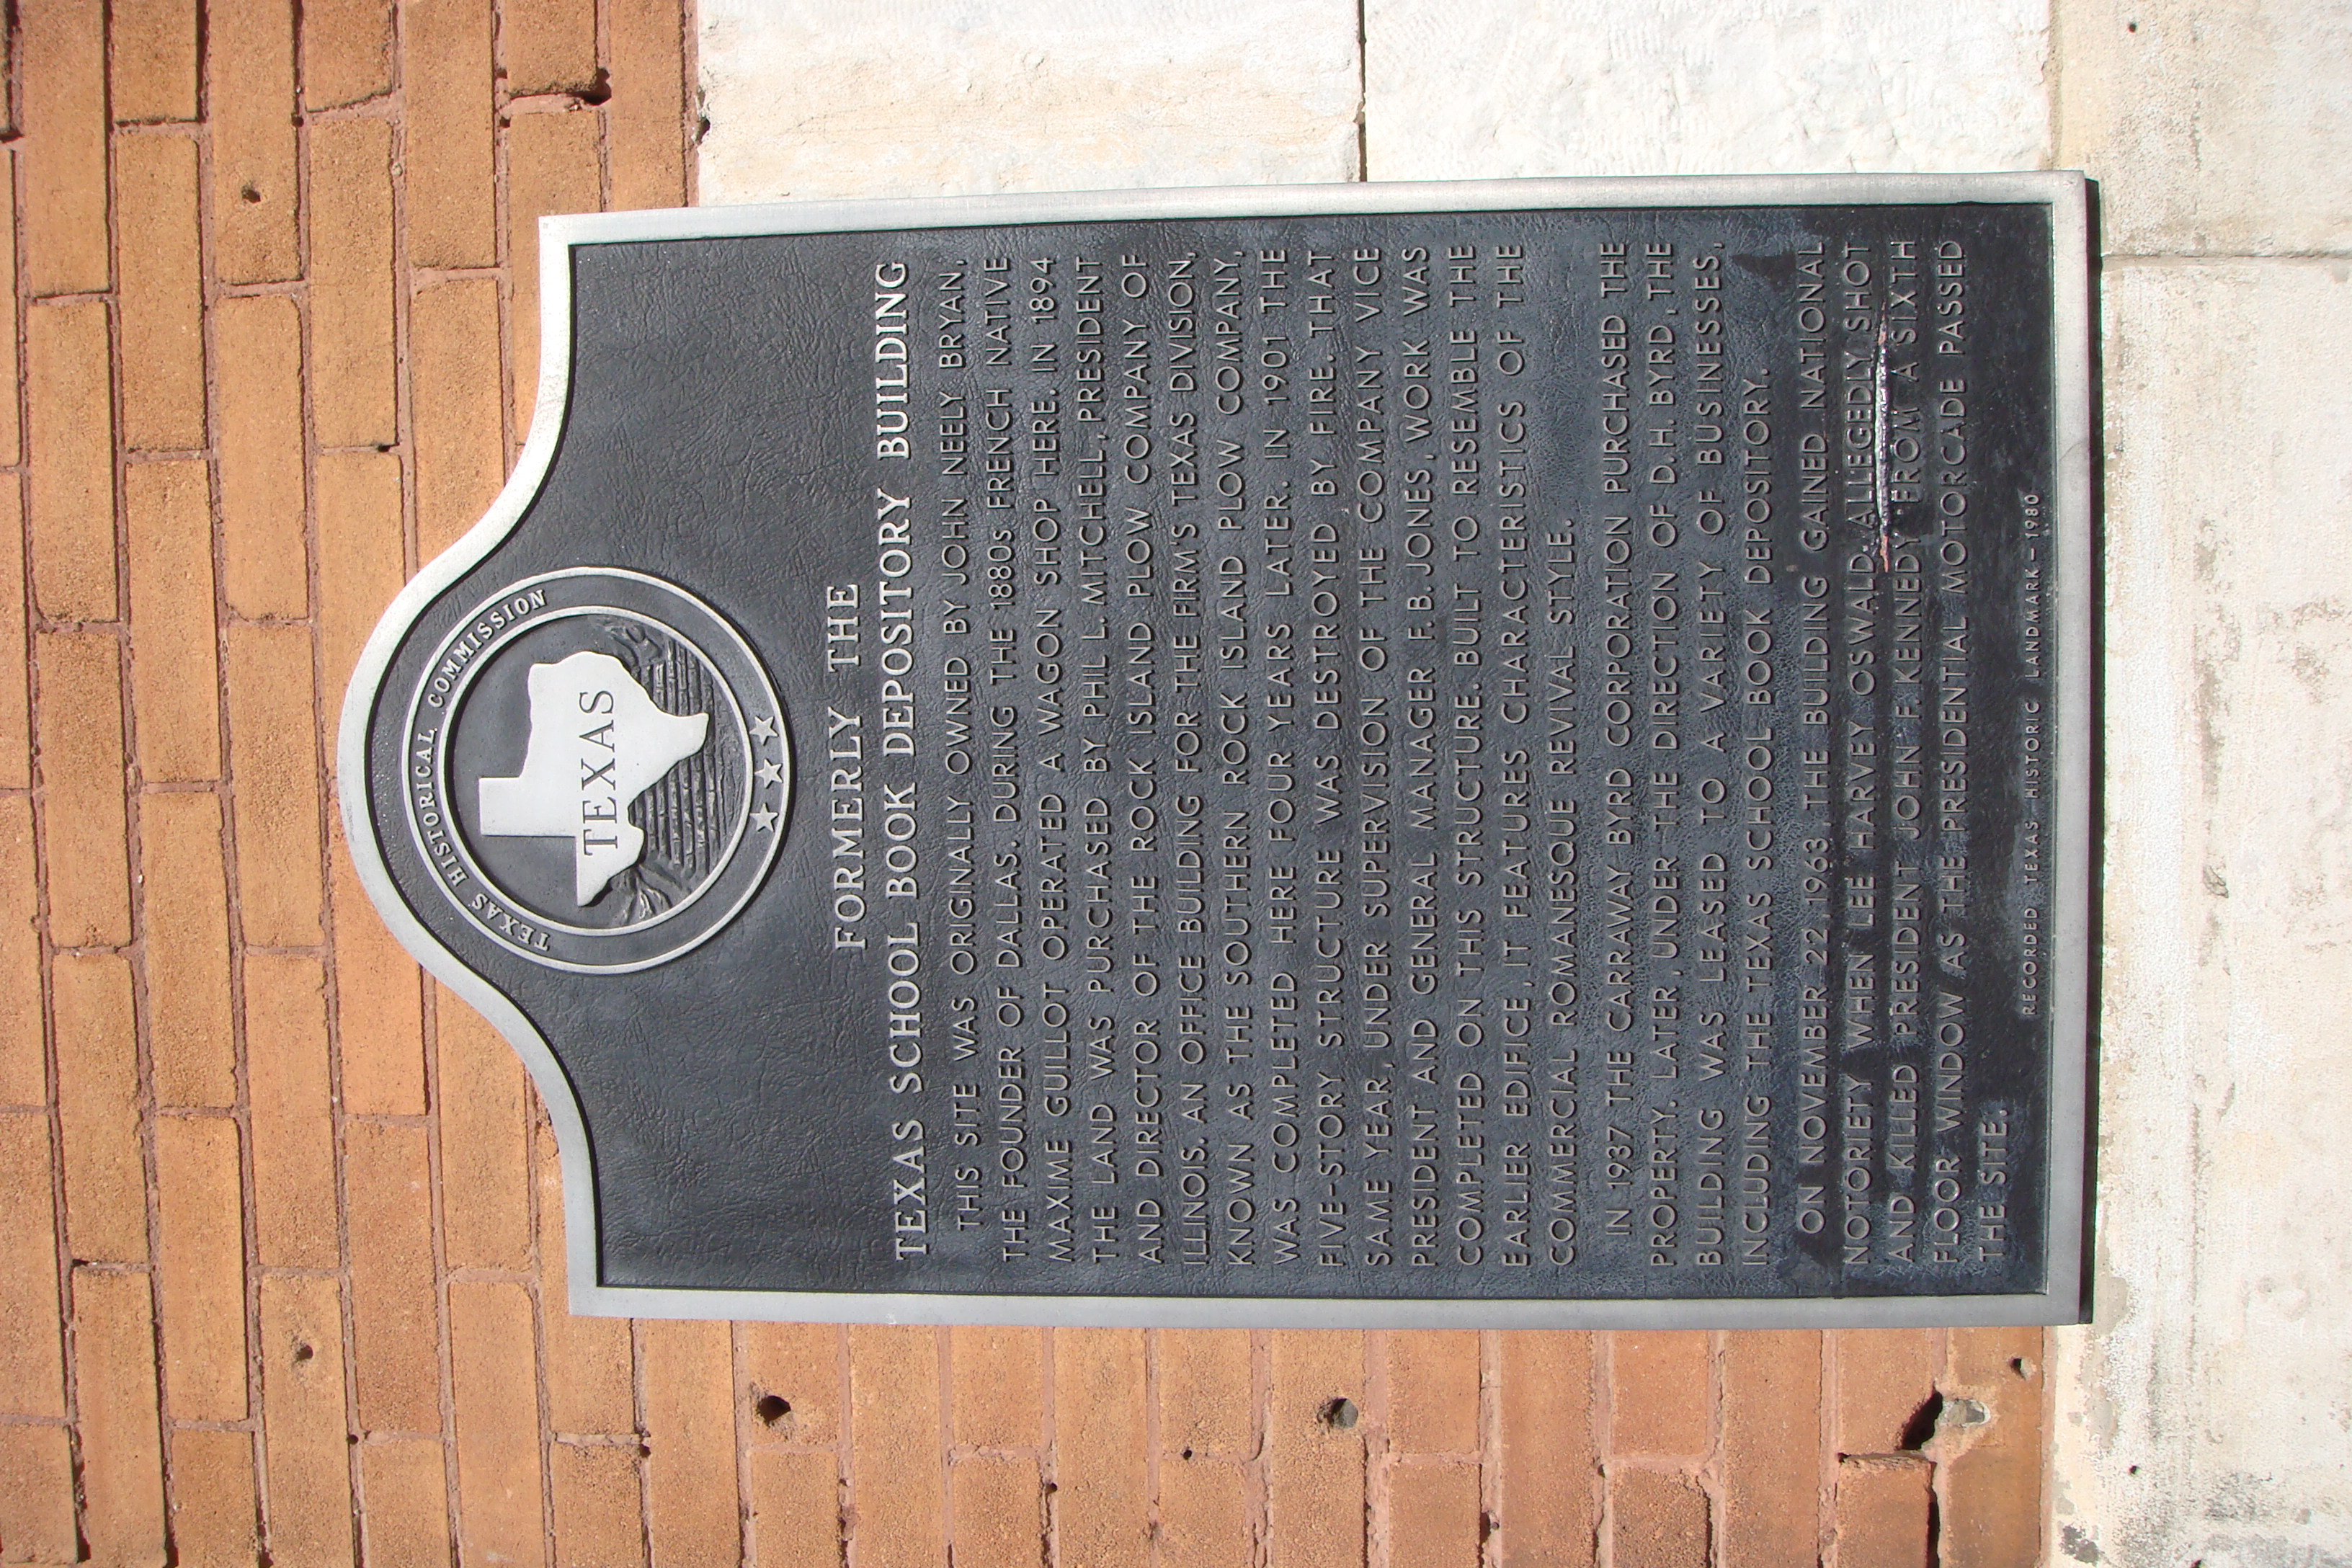 TEXAS HISTORICAL COMMISSION
TEXAS
FORMERLY THE
TEXAS SCHOOL BOOK DEPOSITORY BUILDING
THIS SITE WAS ORIGINALLY OWNED BY JOHN NEELY BRYAN,
THE FOUNDER OF DALLAS. DURING THE 1880s FRENCH NATIVE
MAXIME GUILLOT OPERATED A WAGON SHOP HERE. IN 1894
THE LAND WAS PURCHASED BY PHIL L. MITCHELL, PRESIDENT
AND DIRECTOR OF THE ROCK ISLAND PLOW COMPANY OF
ILLINOIS. AN OFFICE BUILDING FOR THE FIRM'S TEXAS DIVISION,
KNOWN AS THE SOUTHERN ROCK ISLAND PLOW COMPANY,
WAS COMPLETED HERE FOUR YEARS LATER. IN 1901 THE
FIVE-STORY STRUCTURE WAS DESTROYED BY FIRE. THAT
SAME YEAR, UNDER SUPERVISION OF THE COMPANY VICE
PRESIDENT AND GENERAL MANAGER F. B. JONES, WORK WAS
COMPLETED ON THIS STRUCTURE. BUILT TO RESEMBLE THE
EARLIER EDIFICE, IT FEATURES CHARACTERISTICS OF THE
COMMERCIAL ROMANESQUE REVIVAL STYLE.
IN 1937 THE CARRAWAY BYRD CORPORATION PURCHASED THE
PROPERTY. LATER, UNDER THE DIRECTION OF D.H. BYRD, THE
BUILDING WAS LEASED TO A VARIETY OF BUSINESSES,
INCLUDING THE TEXAS SCHOOL BOOK DEPOSITORY.
ON NOVEMBER 22, 1963, THE BUILDING GAINED NATIONAL
NOTORIETY WHEN LEE HARVEY OSWALD ALLEGEDLY SHOT
AND KILLED PRESIDENT JOHN F. KENNEDY FROM A SIXTH
FLOOR WINDOW AS THE PRESIDENTIAL MOTORCADE PASSED
THE SITE.
RECORDED TEXAS HISTORIC LANDMARK – 1980